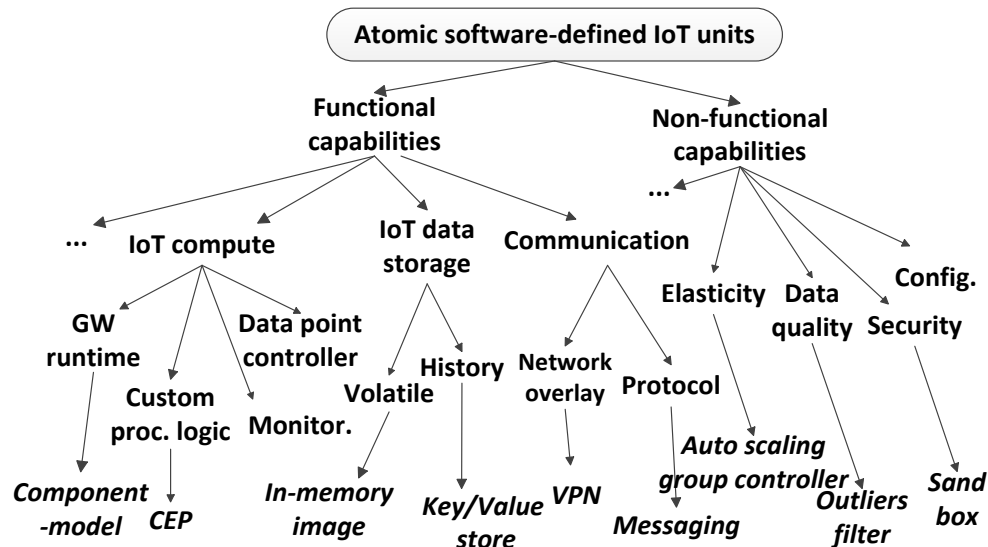 Atomic software-defined IoT units
Functional
capabilities
Non-functional
capabilities
...
...
IoT compute
IoT data
storage
Communication
Elasticity
Data
quality
Security
Config.
GW
runtime
Custom
proc. logic
Monitor.
Data point
controller
Volatile
History
Network
overlay
Protocol
Component
-model
CEP
In-memory
image
Key/Value
store
VPN
Messaging
Auto scaling
group controller
Outliers
filter
Sand
box